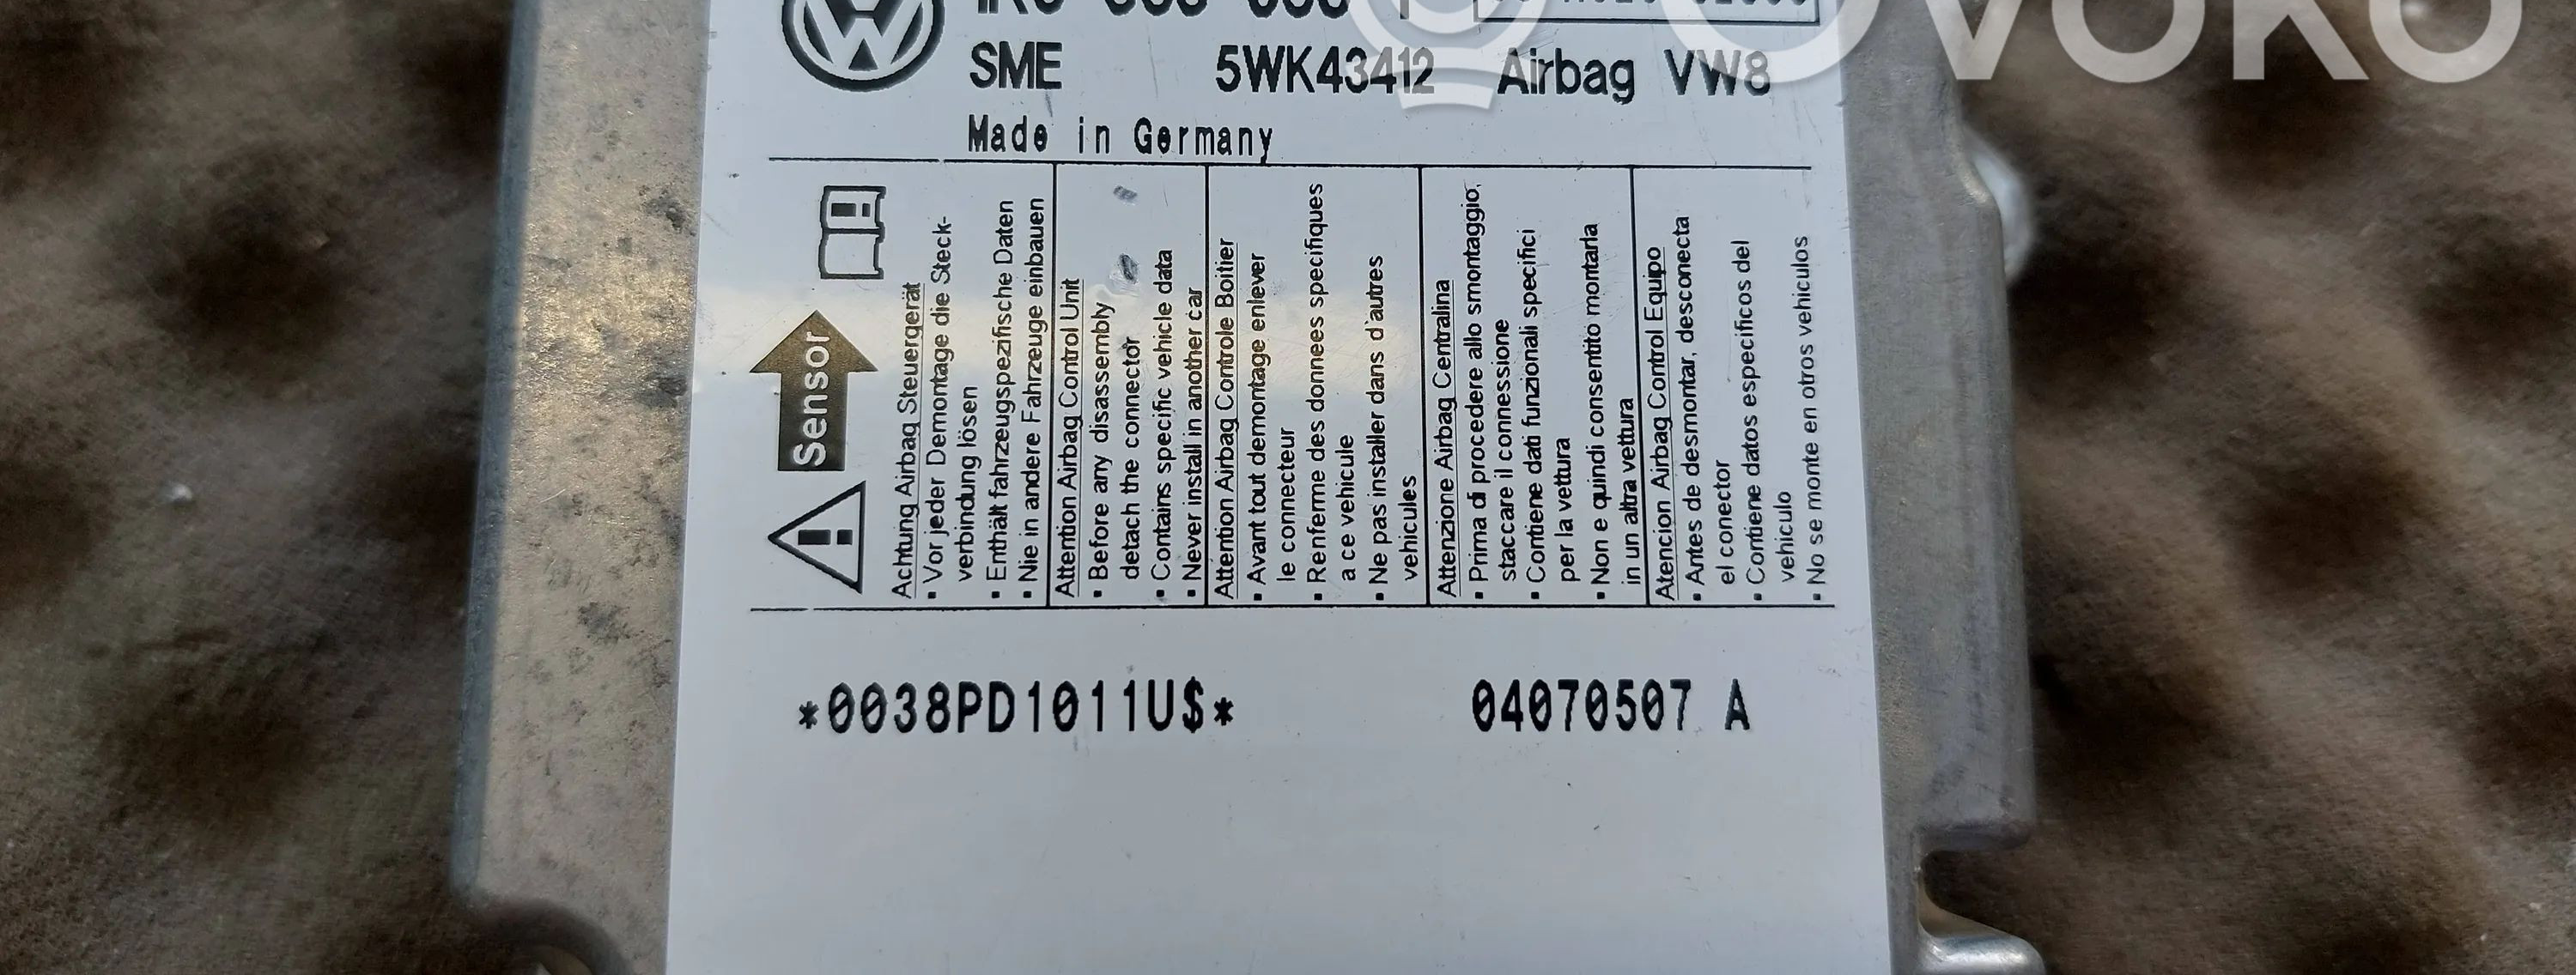 OVOKO
SME 5WK43412 Airbag VW8
Made in Germany
Sensor
Achtung Airbag Steuergerät
• Vor jeder Demontage die Steck-
verbindung lösen
• Enthält fahrzeugspezifische Daten
• Nie in andere Fahrzeuge einbauen
Attention Airbag Control Unit
• Before any disassembly
detach the connector
• Contains specific vehicle data
• Never install in another car
Attention Airbag Controle Boitier
• Avant tout demontage enlever
le connecteur
• Renferme des donnees specifiques
a ce vehicule
• Ne pas installer dans d'autres
vehicules
Attenzione Airbag Centralina
• Prima di procedere allo smontaggio,
staccare il connessione
• Contiene dati funzionali specifici
per la vettura
• Non e quindi consentito montarla
in un altra vettura
Atencion Airbag Control Equipo
• Antes de desmontar, desconecta
el conector
• Contiene datos especificos del
vehiculo
• No se monte en otros vehiculos
*0038PD1011U$* 04070507 A